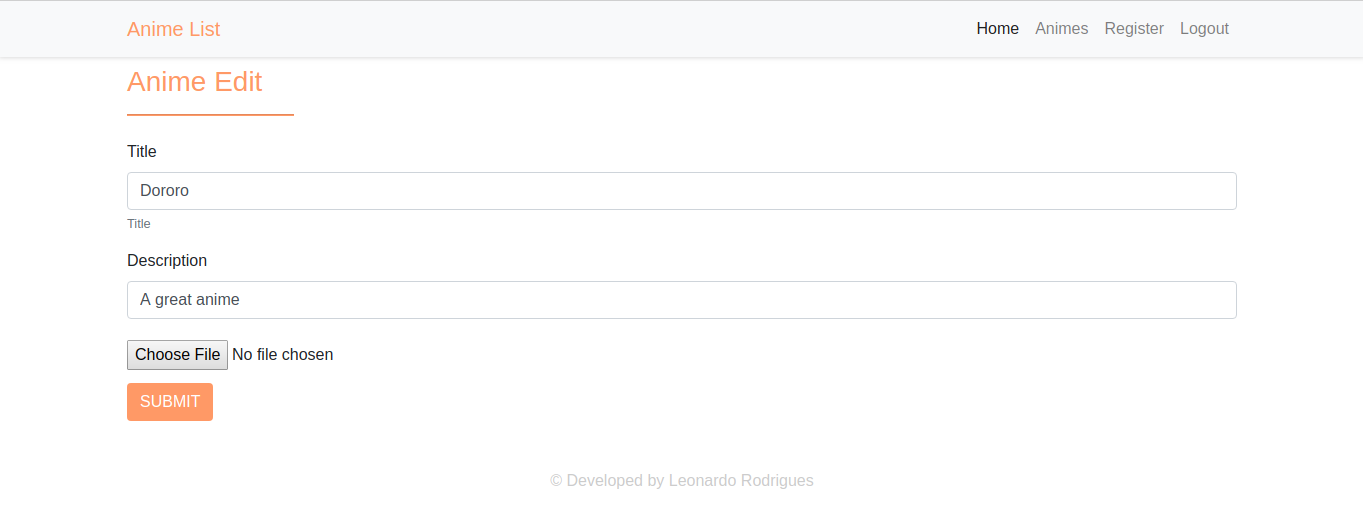 Anime List Home Animes Register Logout
Anime Edit
Title
Dororo
Title
Description
A great anime
Choose File No file chosen
SUBMIT
© Developed by Leonardo Rodrigues